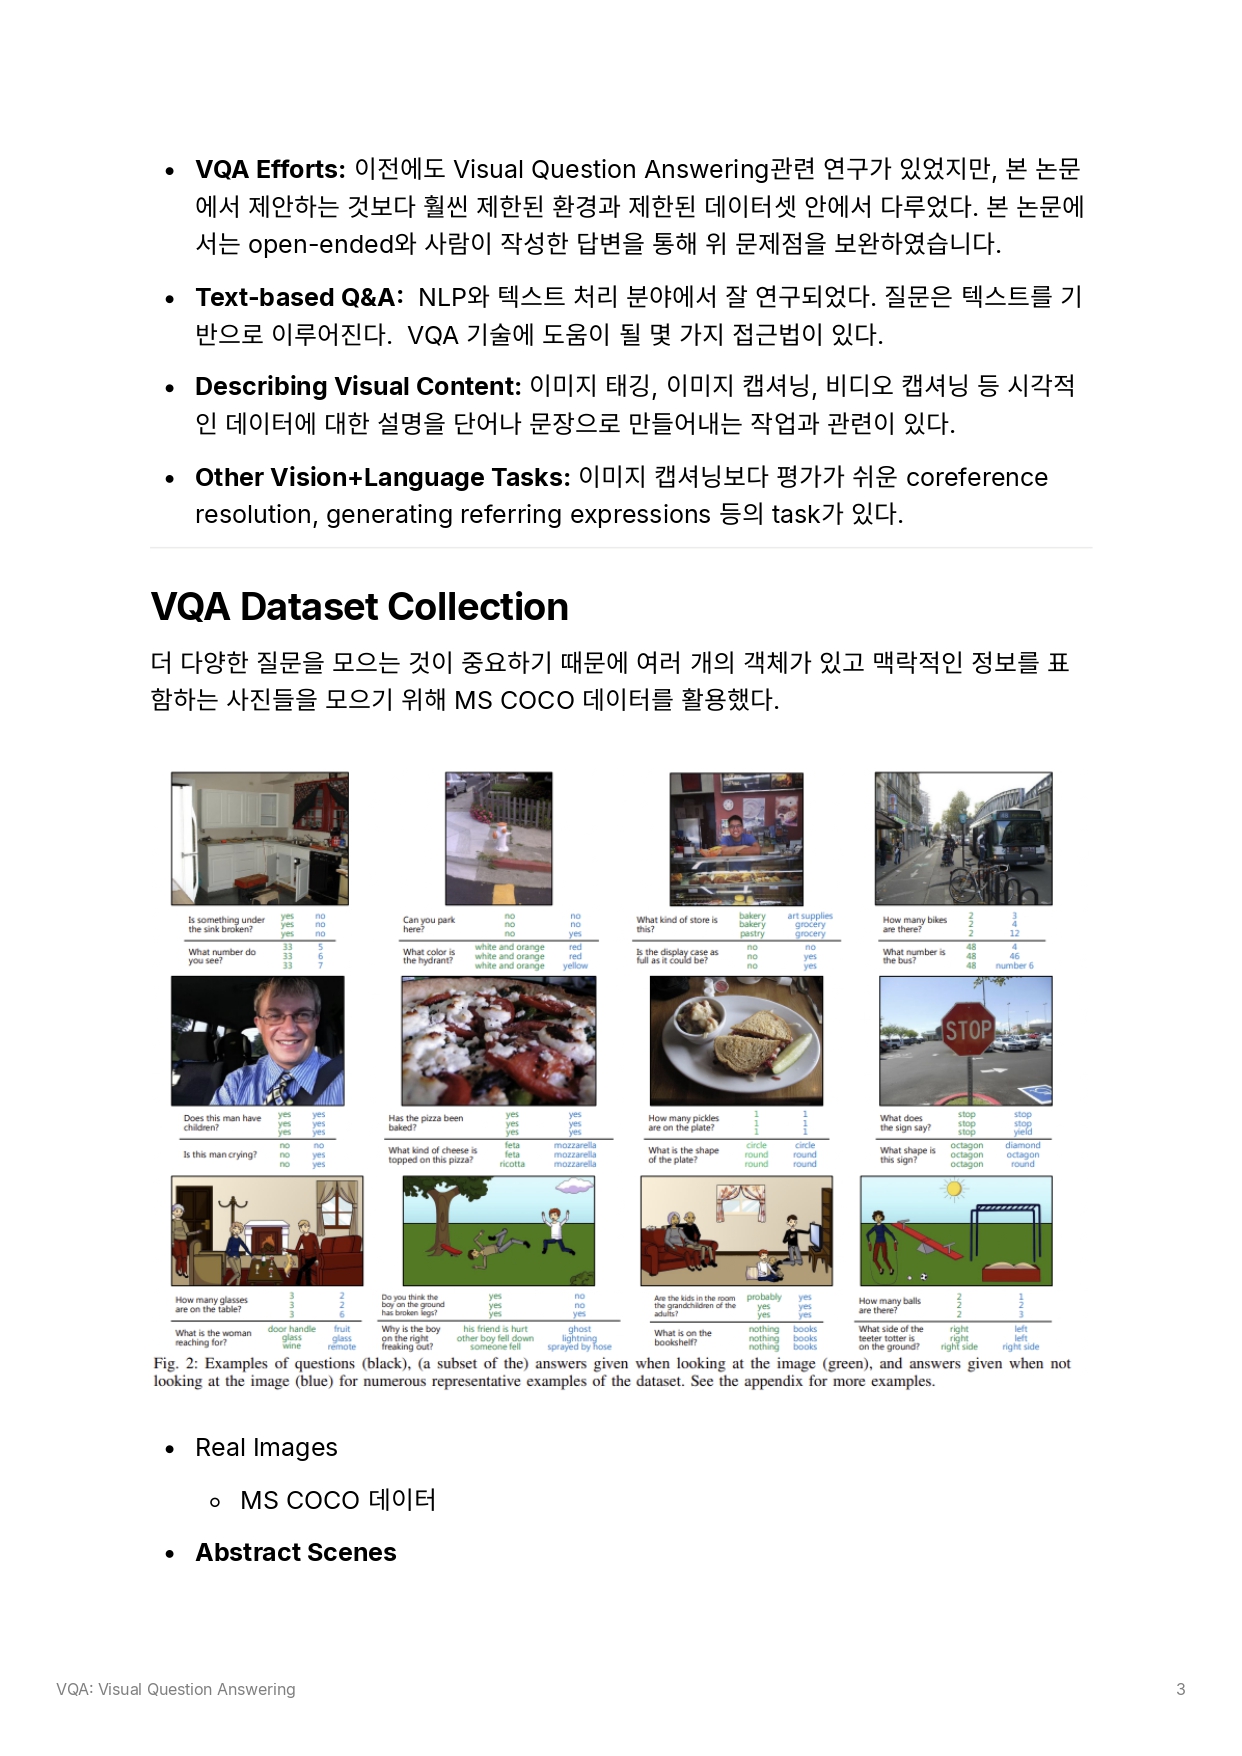 • VQA Efforts: 이전에도 Visual Question Answering관련 연구가 있었지만, 본 논문
에서 제안하는 것보다 훨씬 제한된 환경과 제한된 데이터셋 안에서 다루었다. 본 논문에
서는 open-ended와 사람이 작성한 답변을 통해 위 문제점을 보완하였습니다.
• Text-based Q&A: NLP와 텍스트 처리 분야에서 잘 연구되었다. 질문은 텍스트를 기
반으로 이루어진다. VQA 기술에 도움이 될 몇 가지 접근법이 있다.
• Describing Visual Content: 이미지 태깅, 이미지 캡셔닝, 비디오 캡셔닝 등 시각적
인 데이터에 대한 설명을 단어나 문장으로 만들어내는 작업과 관련이 있다.
• Other Vision+Language Tasks: 이미지 캡셔닝보다 평가가 쉬운 coreference
resolution, generating referring expressions 등의 task가 있다.
VQA Dataset Collection
더 다양한 질문을 모으는 것이 중요하기 때문에 여러 개의 객체가 있고 맥락적인 정보를 표
함하는 사진들을 모으기 위해 MS COCO 데이터를 활용했다.
Is something under
the sink broken?
yes no
yes no
yes no
What number do
you see?
33 5
33 6
33 7
Can you park
here?
no no
no no
no yes
What color is
the hydrant?
white and orange red
white and orange red
white and orange yellow
What kind of store is
this?
bakery art supplies
bakery grocery
pastry grocery
Is the display case as
full as it could be?
no no
no yes
no yes
How many bikes
are there?
2 3
2 4
2 12
What number is
the bus?
48 4
48 46
48 number 6
STOP
Does this man have
children?
yes yes
yes yes
yes yes
Is this man crying?
no no
no yes
no yes
Has the pizza been
baked?
yes yes
yes yes
yes yes
What kind of cheese is
topped on this pizza?
feta mozzarella
feta mozzarella
ricotta mozzarella
How many pickles
are on the plate?
1 1
1 1
1 1
What is the shape
of the plate?
circle circle
round round
round round
What does
the sign say?
stop stop
stop stop
stop yield
What shape is
this sign?
octagon diamond
octagon octagon
octagon round
How many glasses
are on the table?
3 2
3 2
3 6
What is the woman
reaching for?
door handle fruit
glass glass
wine remote
Do you think the
boy on the ground
has broken legs?
yes no
yes no
yes yes
Why is the boy
on the right
freaking out?
his friend is hurt ghost
other boy fell down lightning
someone fell sprayed by hose
Are the kids in the room
the grandchildren of the
adults?
probably yes
yes yes
yes yes
What is on the
bookshelf?
nothing books
nothing books
nothing books
How many balls
are there?
2 1
2 2
2 3
What side of the
teeter totter is
on the ground?
right left
right left
right side right side
Fig. 2: Examples of questions (black), (a subset of the) answers given when looking at the image (green), and answers given when not
looking at the image (blue) for numerous representative examples of the dataset. See the appendix for more examples.
• Real Images
◦ MS COCO 데이터
• Abstract Scenes
VQA: Visual Question Answering 3